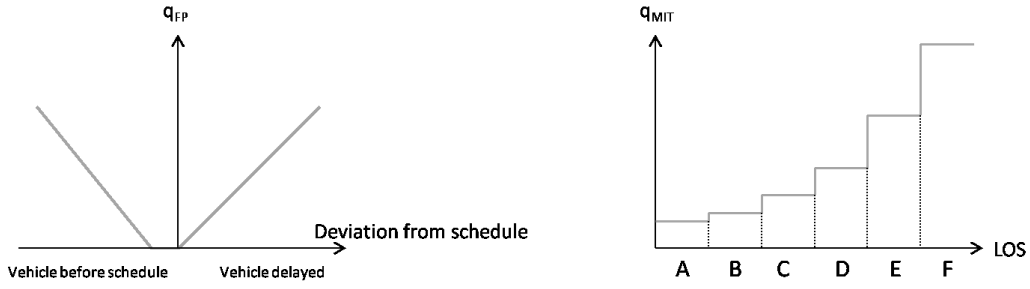 q_FP
Deviation from schedule
Vehicle before schedule
Vehicle delayed
q_MIT
LOS
A B C D E F